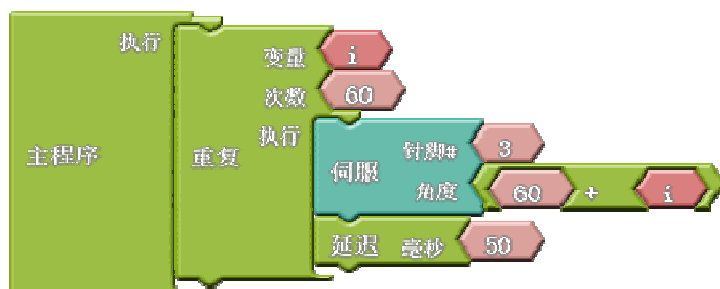 执行
变量 i
次数 60
主程序
重复
执行
伺服
针脚# 3
角度 60 + i
延迟 毫秒 50